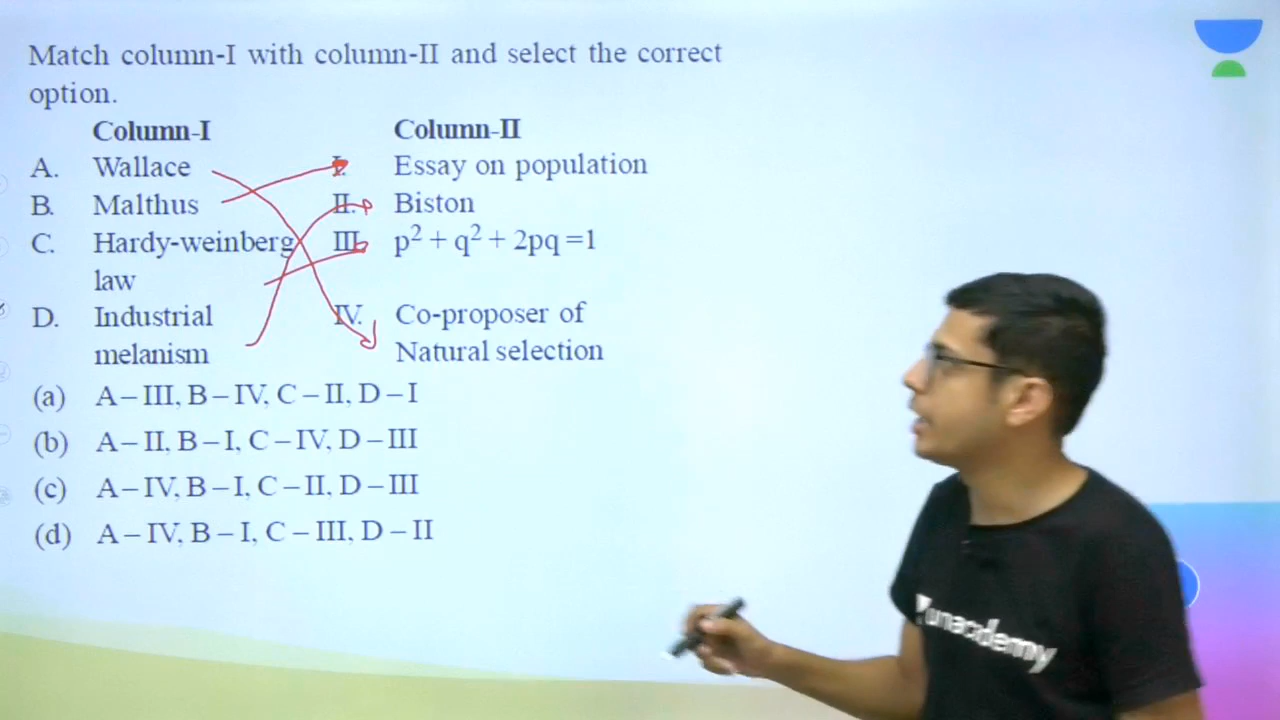 Match column-I with column-II and select the correct
option.
Column-I Column-II
A. Wallace I. Essay on population
B. Malthus II. Biston
C. Hardy-weinberg III. p² + q² + 2pq =1
law
D. Industrial IV. Co-proposer of
melanism Natural selection
(a) A – III, B – IV, C – II, D – I
(b) A – II, B – I, C – IV, D – III
(c) A – IV, B – I, C – II, D – III
(d) A – IV, B – I, C – III, D – II
unacademy